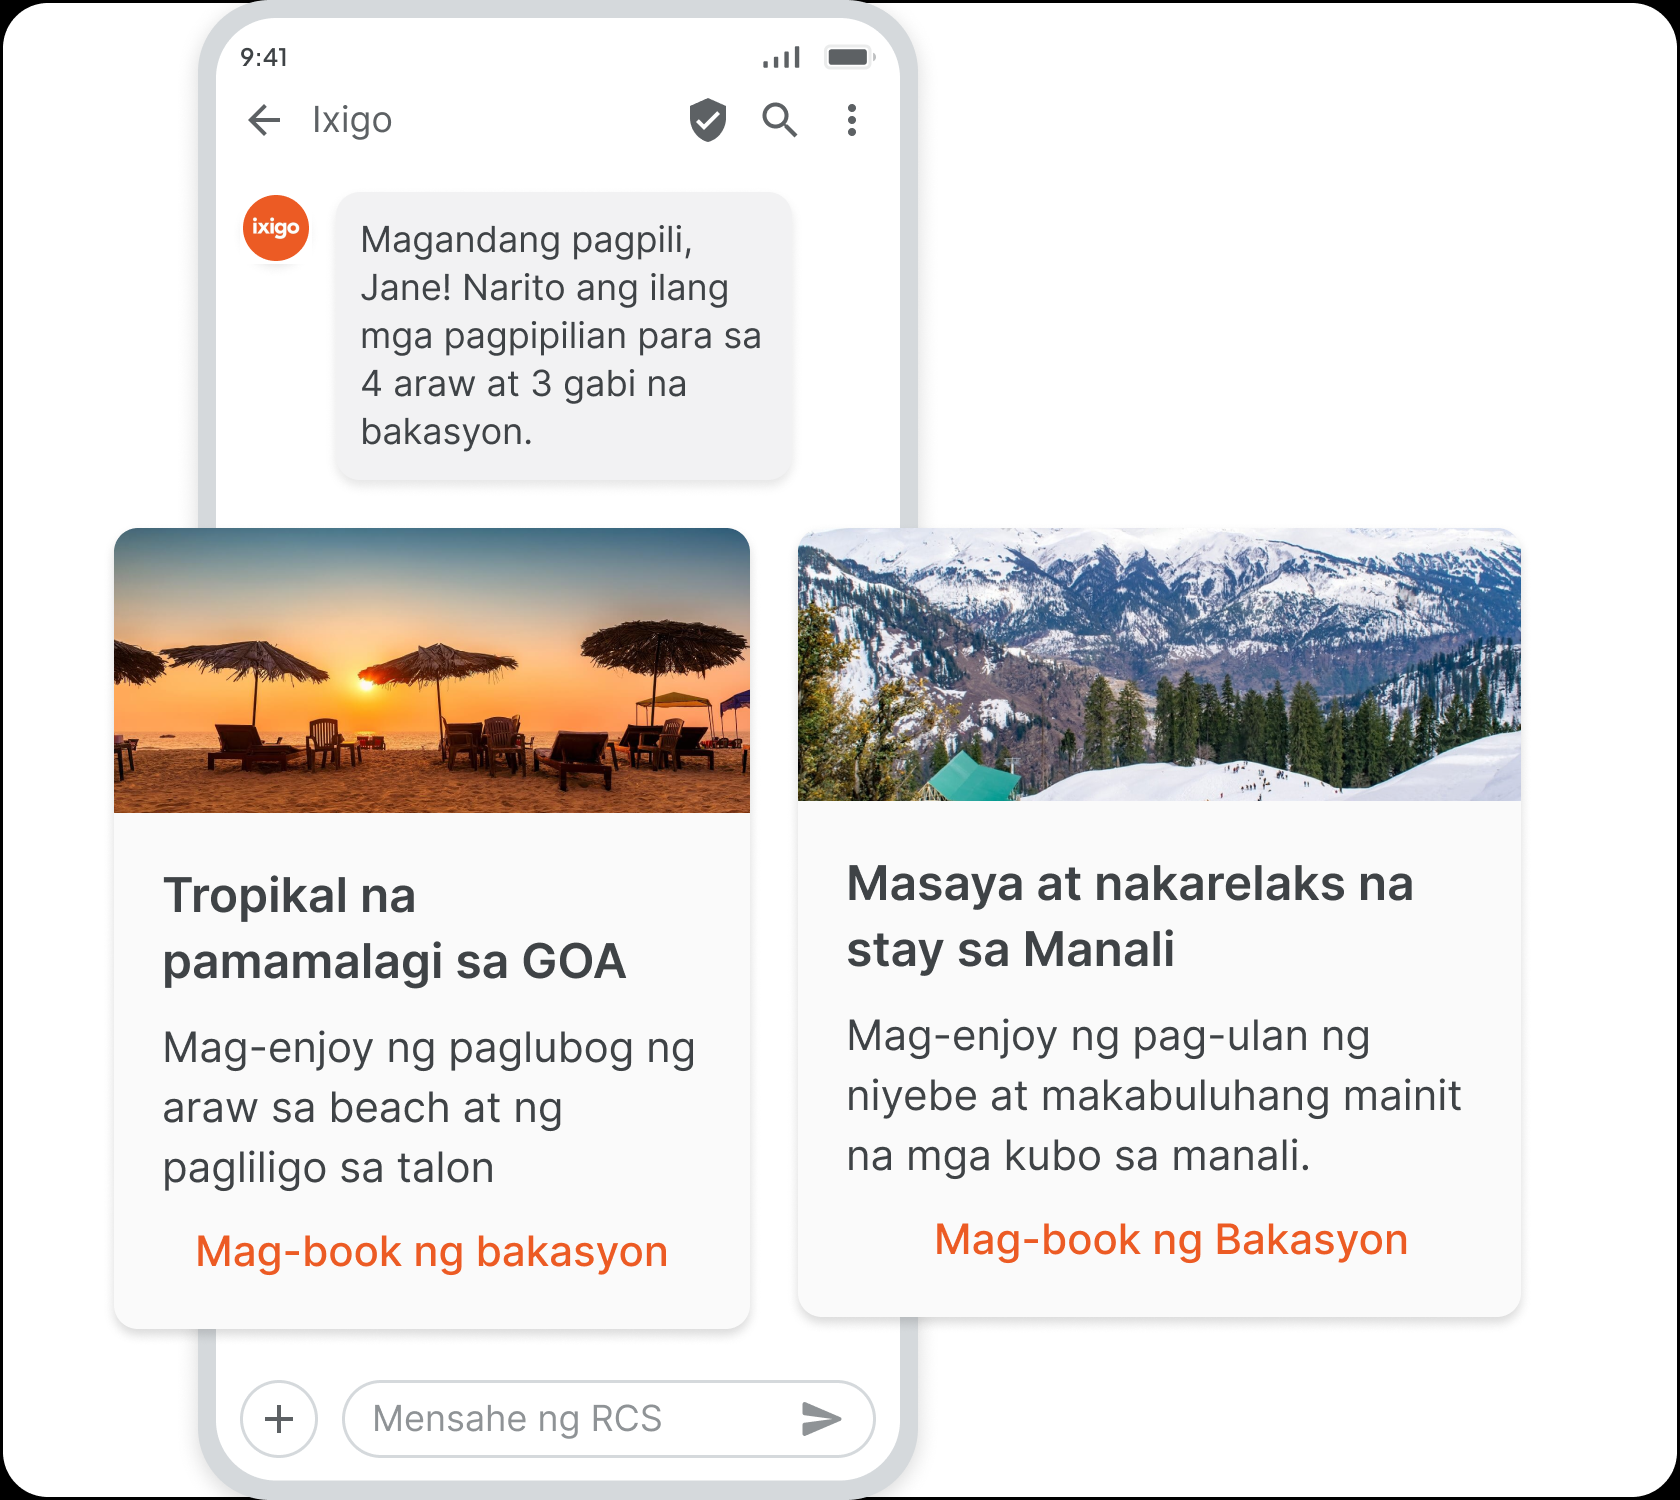 9:41
Ixigo
ixigo
Magandang pagpili,
Jane! Narito ang ilang
mga pagpipilian para sa
4 araw at 3 gabi na
bakasyon.
Tropikal na
pamamalagi sa GOA
Mag-enjoy ng paglubog ng
araw sa beach at ng
pagliligo sa talon
Mag-book ng bakasyon
Masaya at nakarelaks na
stay sa Manali
Mag-enjoy ng pag-ulan ng
niyebe at makabuluhang mainit
na mga kubo sa manali.
Mag-book ng Bakasyon
Mensahe ng RCS